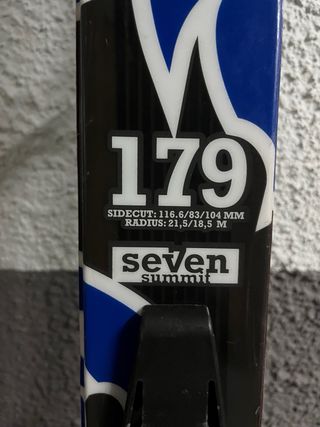 179
SIDECUT: 116.6/83/104 MM
RADIUS: 21,5/18,5 M
seven
summit